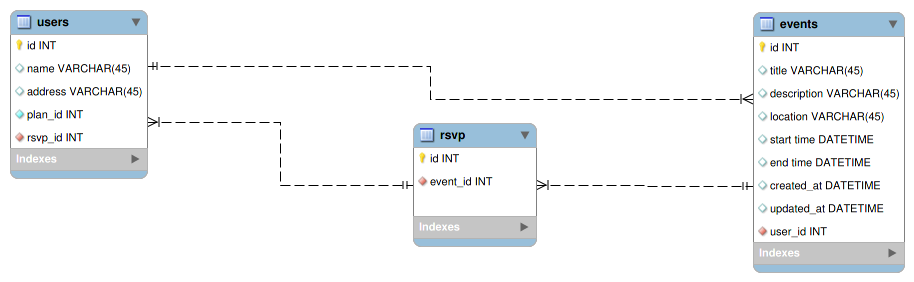 users
id INT
name VARCHAR(45)
address VARCHAR(45)
plan_id INT
rsvp_id INT
Indexes
rsvp
id INT
event_id INT
Indexes
events
id INT
title VARCHAR(45)
description VARCHAR(45)
location VARCHAR(45)
start time DATETIME
end time DATETIME
created_at DATETIME
updated_at DATETIME
user_id INT
Indexes